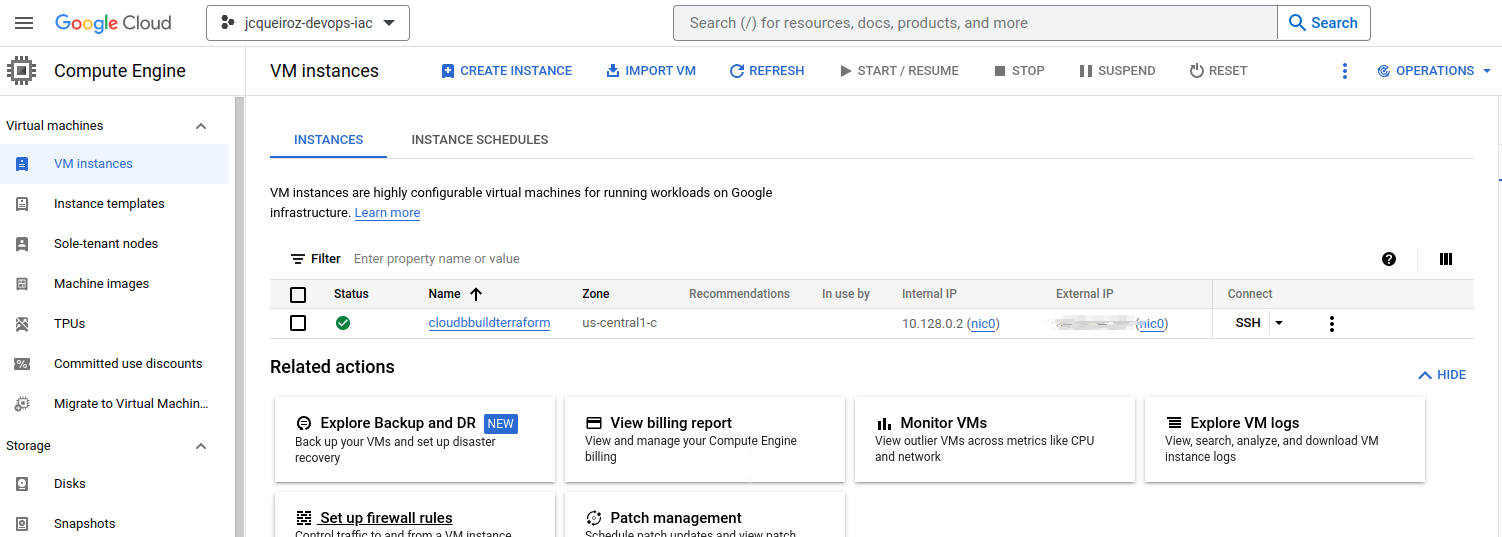 Google Cloud
jcqueiroz-devops-iac
Search (/) for resources, docs, products, and more
Search
Compute Engine
VM instances
CREATE INSTANCE
IMPORT VM
REFRESH
START / RESUME
STOP
SUSPEND
RESET
OPERATIONS
Virtual machines
VM instances
Instance templates
Sole-tenant nodes
Machine images
TPUs
Committed use discounts
Migrate to Virtual Machin...
Storage
Disks
Snapshots
INSTANCES
INSTANCE SCHEDULES
VM instances are highly configurable virtual machines for running workloads on Google
infrastructure. Learn more
Filter Enter property name or value
Status Name Zone Recommendations In use by Internal IP External IP Connect
cloudbbuildterraform us-central1-c 10.128.0.2 (nic0) (nic0) SSH
Related actions
HIDE
Explore Backup and DR NEW
Back up your VMs and set up disaster
recovery
View billing report
View and manage your Compute Engine
billing
Monitor VMs
View outlier VMs across metrics like CPU
and network
Explore VM logs
View, search, analyze, and download VM
instance logs
Set up firewall rules
Control traffic to and from a VM instance
Patch management
Schedule patch updates and view patch